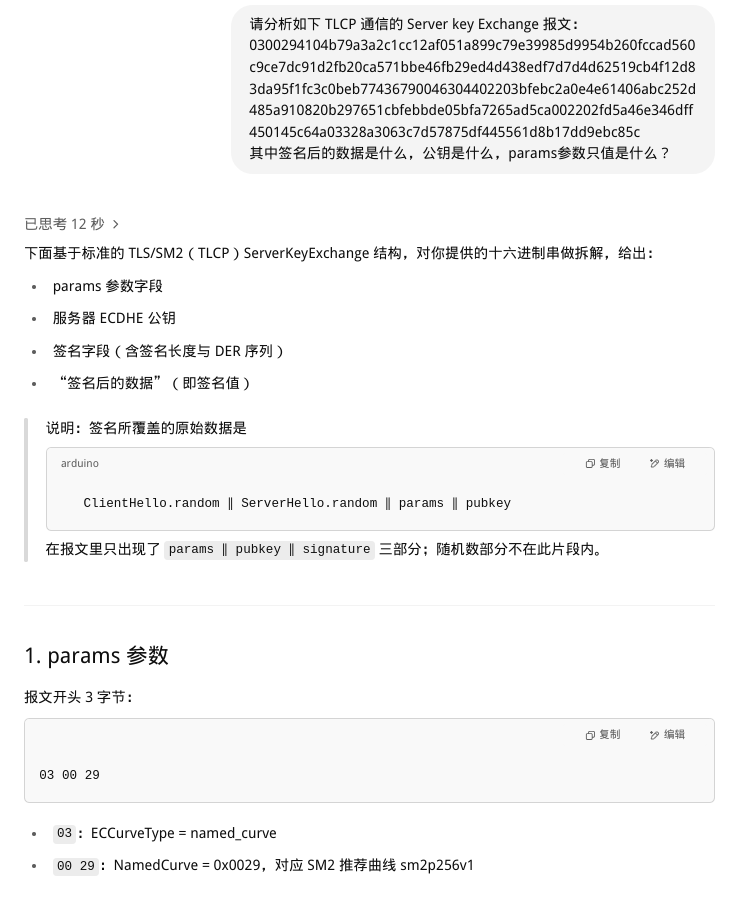 请分析如下 TLCP 通信的 Server key Exchange 报文：
0300294104b79a3a2c1cc12af051a899c79e39985d9954b260fccad560
c9ce7dc91d2fb20ca571bbe46fb29ed4d438edf7d7d4d62519cb4f12d8
3da95f1fc3c0beb77436790046304402203bfebc2a0e4e61406abc252d
485a910820b297651cbfebbde05bfa7265ad5ca002202fd5a46e346dff
450145c64a03328a3063c7d57875df445561d8b17dd9ebc85c
其中签名后的数据是什么，公钥是什么，params参数只值是什么？
已思考 12 秒 >
下面基于标准的 TLS/SM2（TLCP）ServerKeyExchange 结构，对你提供的十六进制串做拆解，给出：
• params 参数字段
• 服务器 ECDHE 公钥
• 签名字段（含签名长度与 DER 序列）
• “签名后的数据”（即签名值）
说明：签名所覆盖的原始数据是
arduino 复制 编辑
ClientHello.random ‖ ServerHello.random ‖ params ‖ pubkey
在报文里只出现了 params ‖ pubkey ‖ signature 三部分；随机数部分不在此片段内。
1. params 参数
报文开头 3 字节：
复制 编辑
03 00 29
• 03：ECCurveType = named_curve
• 00 29：NamedCurve = 0x0029，对应 SM2 推荐曲线 sm2p256v1